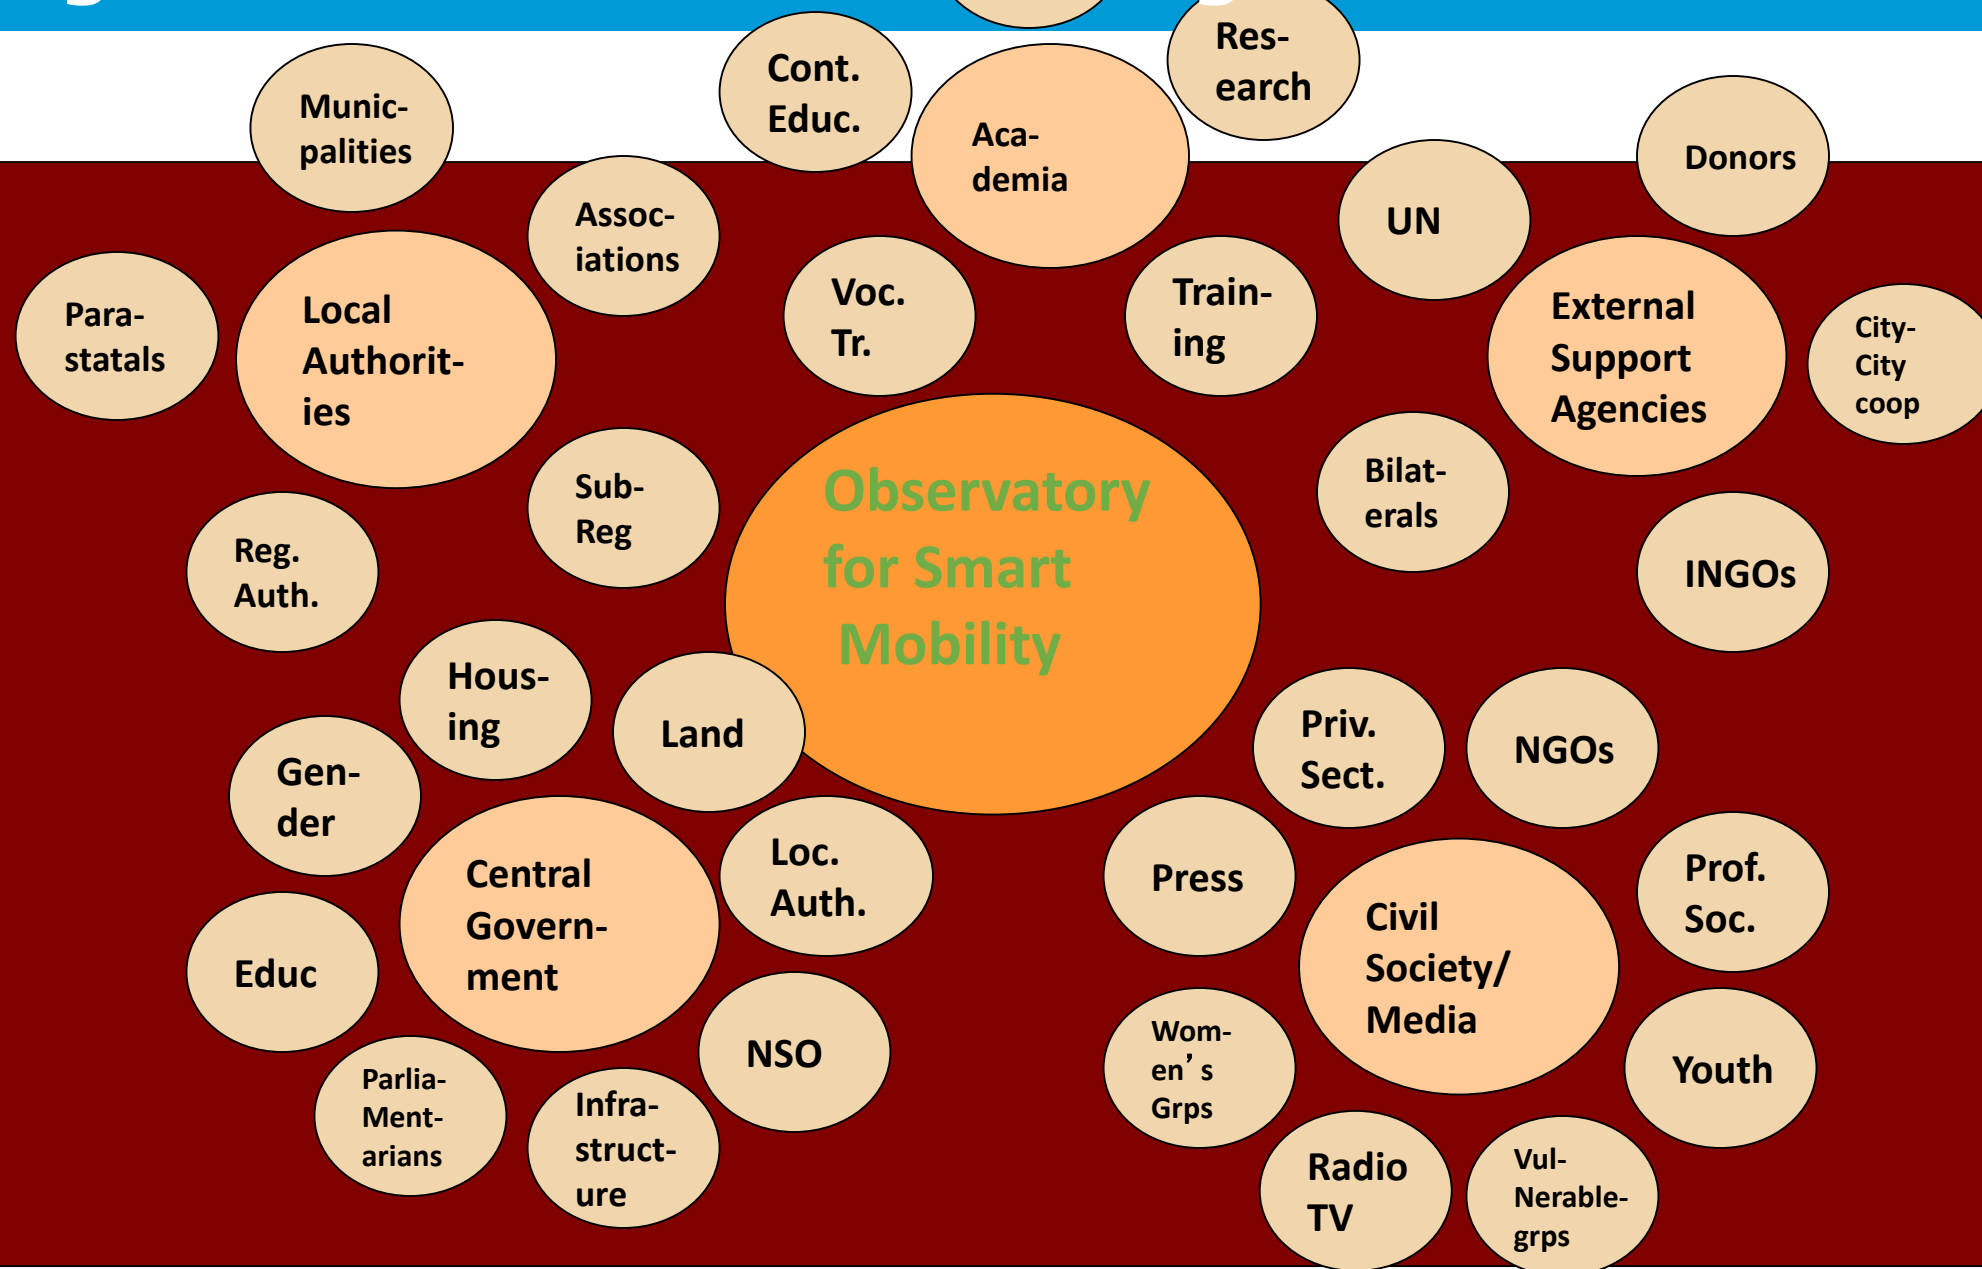 Res-
earch
Cont.
Educ.
Munic-
palities
Aca-
demia
Donors
Assoc-
iations
UN
Para-
statals
Local
Authorit-
ies
Voc.
Tr.
Train-
ing
External
Support
Agencies
City-
City
coop
Sub-
Reg
Observatory
for Smart
Mobility
Bilat-
erals
Reg.
Auth.
INGOs
Hous-
ing
Land
Priv.
Sect.
NGOs
Gen-
der
Central
Govern-
ment
Loc.
Auth.
Press
Civil
Society/
Media
Prof.
Soc.
Educ
NSO
Wom-
en's
Grps
Youth
Parlia-
Ment-
arians
Infra-
struct-
ure
Radio
TV
Vul-
Nerable-
grps